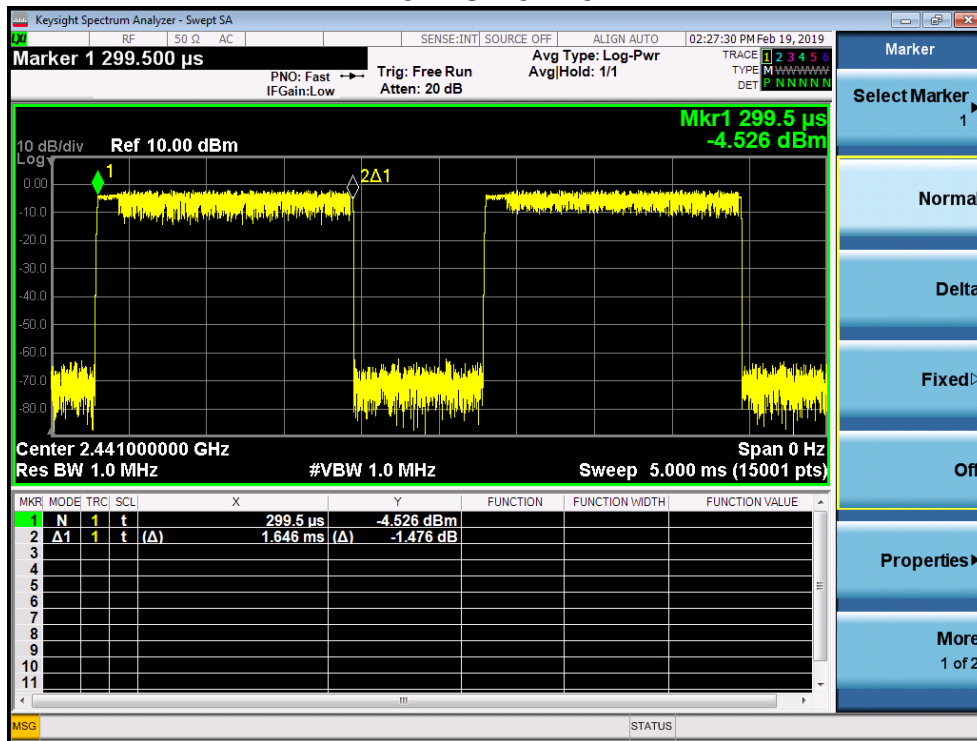 Keysight Spectrum Analyzer - Swept SA
LXI RF 50 Ω AC SENSE:INT SOURCE OFF ALIGN AUTO 02:27:30 PM Feb 19, 2019
Marker 1 299.500 µs
PNO: Fast
IFGain:Low
Trig: Free Run
Atten: 20 dB
Avg Type: Log-Pwr
Avg|Hold: 1/1
TRACE 1 2 3 4 5 6
TYPE M WWWWW
DET P N N N N N
Mkr1 299.5 µs
-4.526 dBm
10 dB/div Ref 10.00 dBm
Log
1
2Δ1
0.00
-10.0
-20.0
-30.0
-40.0
-50.0
-60.0
-70.0
-80.0
Center 2.441000000 GHz Span 0 Hz
Res BW 1.0 MHz #VBW 1.0 MHz Sweep 5.000 ms (15001 pts)
MKR MODE TRC SCL X Y FUNCTION FUNCTION WIDTH FUNCTION VALUE
1 N 1 t 299.5 µs -4.526 dBm
2 Δ1 1 t (Δ) 1.646 ms (Δ) -1.476 dB
3
4
5
6
7
8
9
10
11
MSG STATUS
Marker
Select Marker
1
Normal
Delta
Fixed
Off
Properties
More
1 of 2